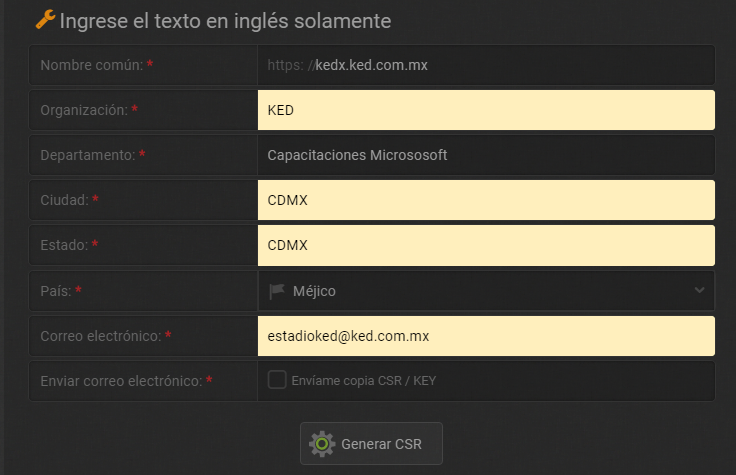 Ingrese el texto en inglés solamente
Nombre común: * https: //kedx.ked.com.mx
Organización: * KED
Departamento: * Capacitaciones Micrososoft
Ciudad: * CDMX
Estado: * CDMX
País: * Méjico
Correo electrónico: * estadioked@ked.com.mx
Enviar correo electrónico: * Envíame copia CSR / KEY
Generar CSR